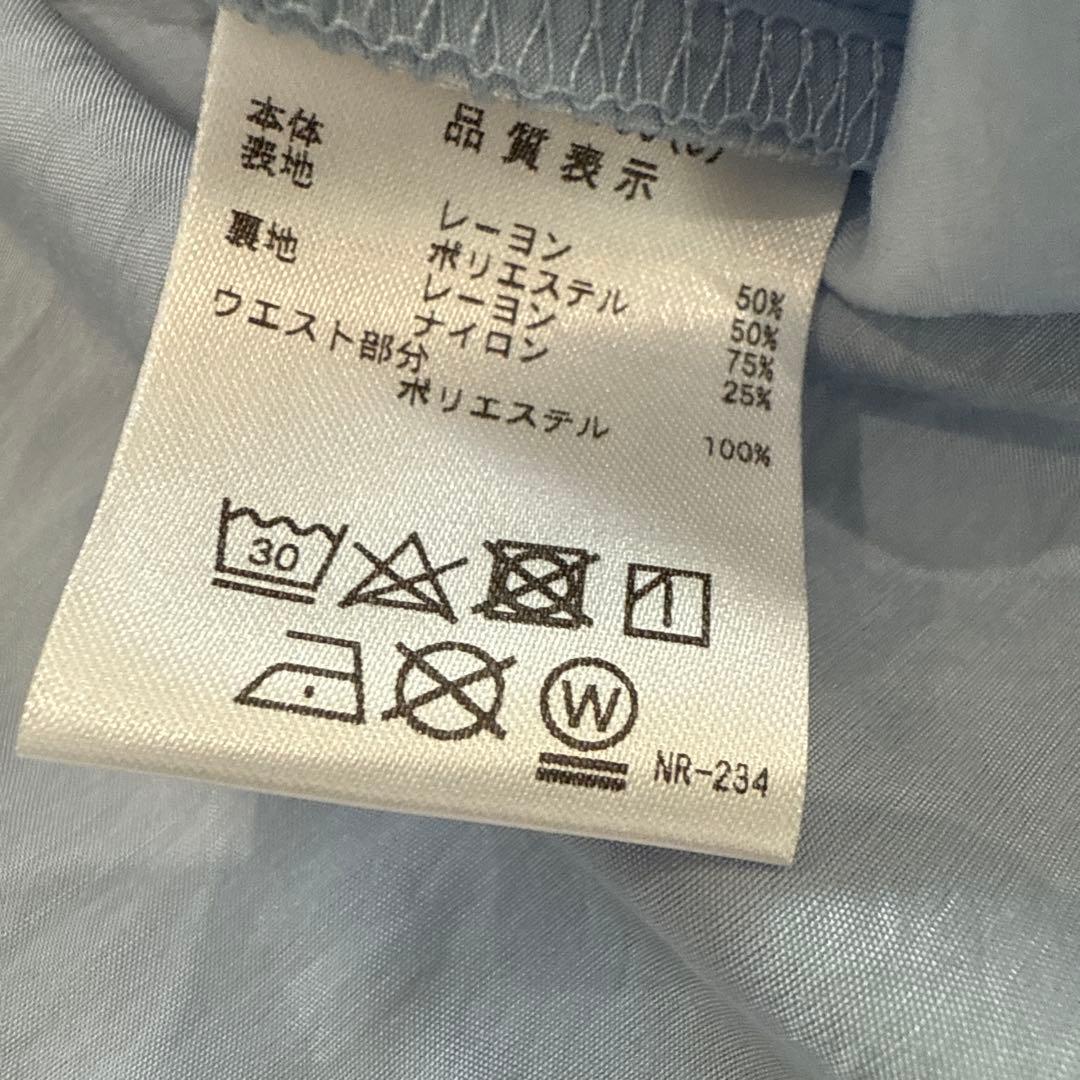 品質表示
本体
表地
レーヨン 50%
ポリエステル 50%
裏地
レーヨン 75%
ナイロン 25%
ウエスト部分
ポリエステル 100%
30
W
NR-234